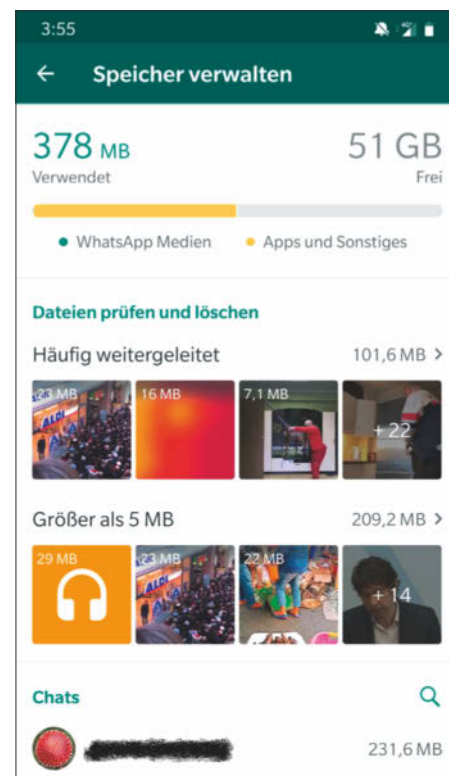 3:55
Speicher verwalten
378 MB
51 GB
Verwendet
Frei
WhatsApp Medien
Apps und Sonstiges
Dateien prüfen und löschen
Häufig weitergeleitet
101,6 MB
23 MB
16 MB
7,1 MB
ALDI
+ 22
Größer als 5 MB
209,2 MB
29 MB
23 MB
22 MB
ALDI
+ 14
Chats
231,6 MB